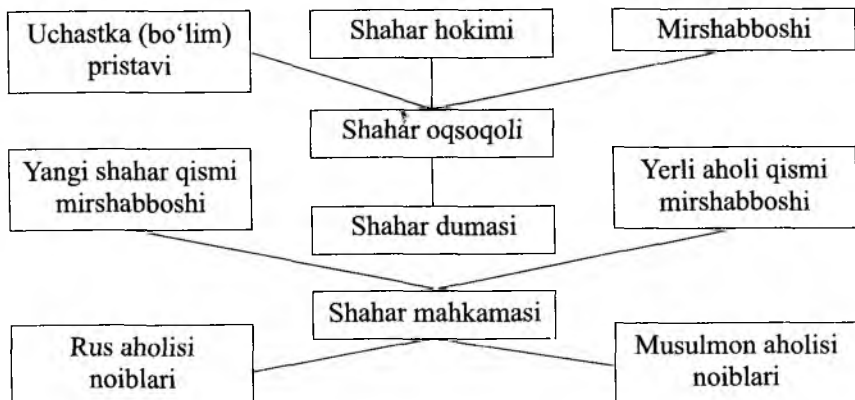 Uchastka (bo‘lim)
pristavi
Shahar hokimi
Mirshabboshi
Shahar oqsoqoli
Yangi shahar qismi
mirshabboshi
Yerli aholi qismi
mirshabboshi
Shahar dumasi
Shahar mahkamasi
Rus aholisi
noiblari
Musulmon aholisi
noiblari